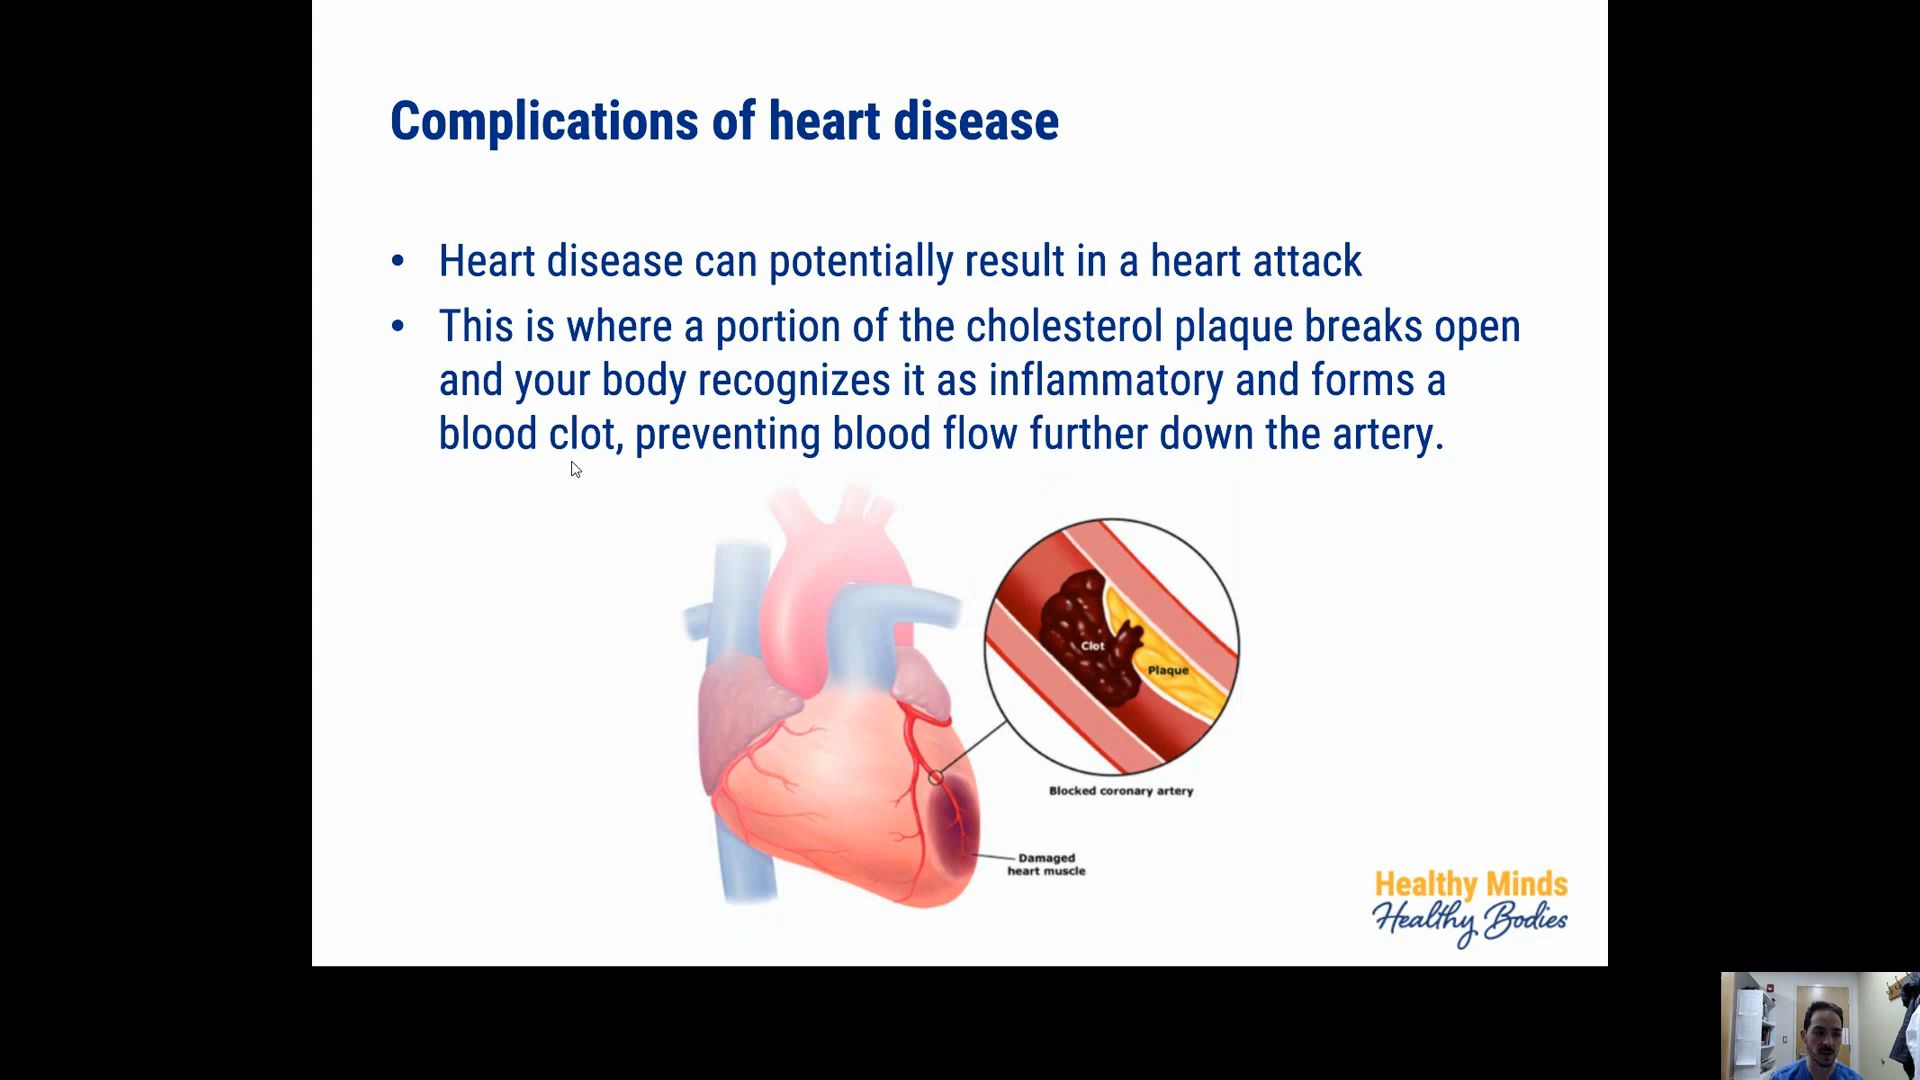 Complications of heart disease
• Heart disease can potentially result in a heart attack
• This is where a portion of the cholesterol plaque breaks open
and your body recognizes it as inflammatory and forms a
blood clot, preventing blood flow further down the artery.
Clot
Plaque
Blocked coronary artery
Damaged
heart muscle
Healthy Minds
Healthy Bodies